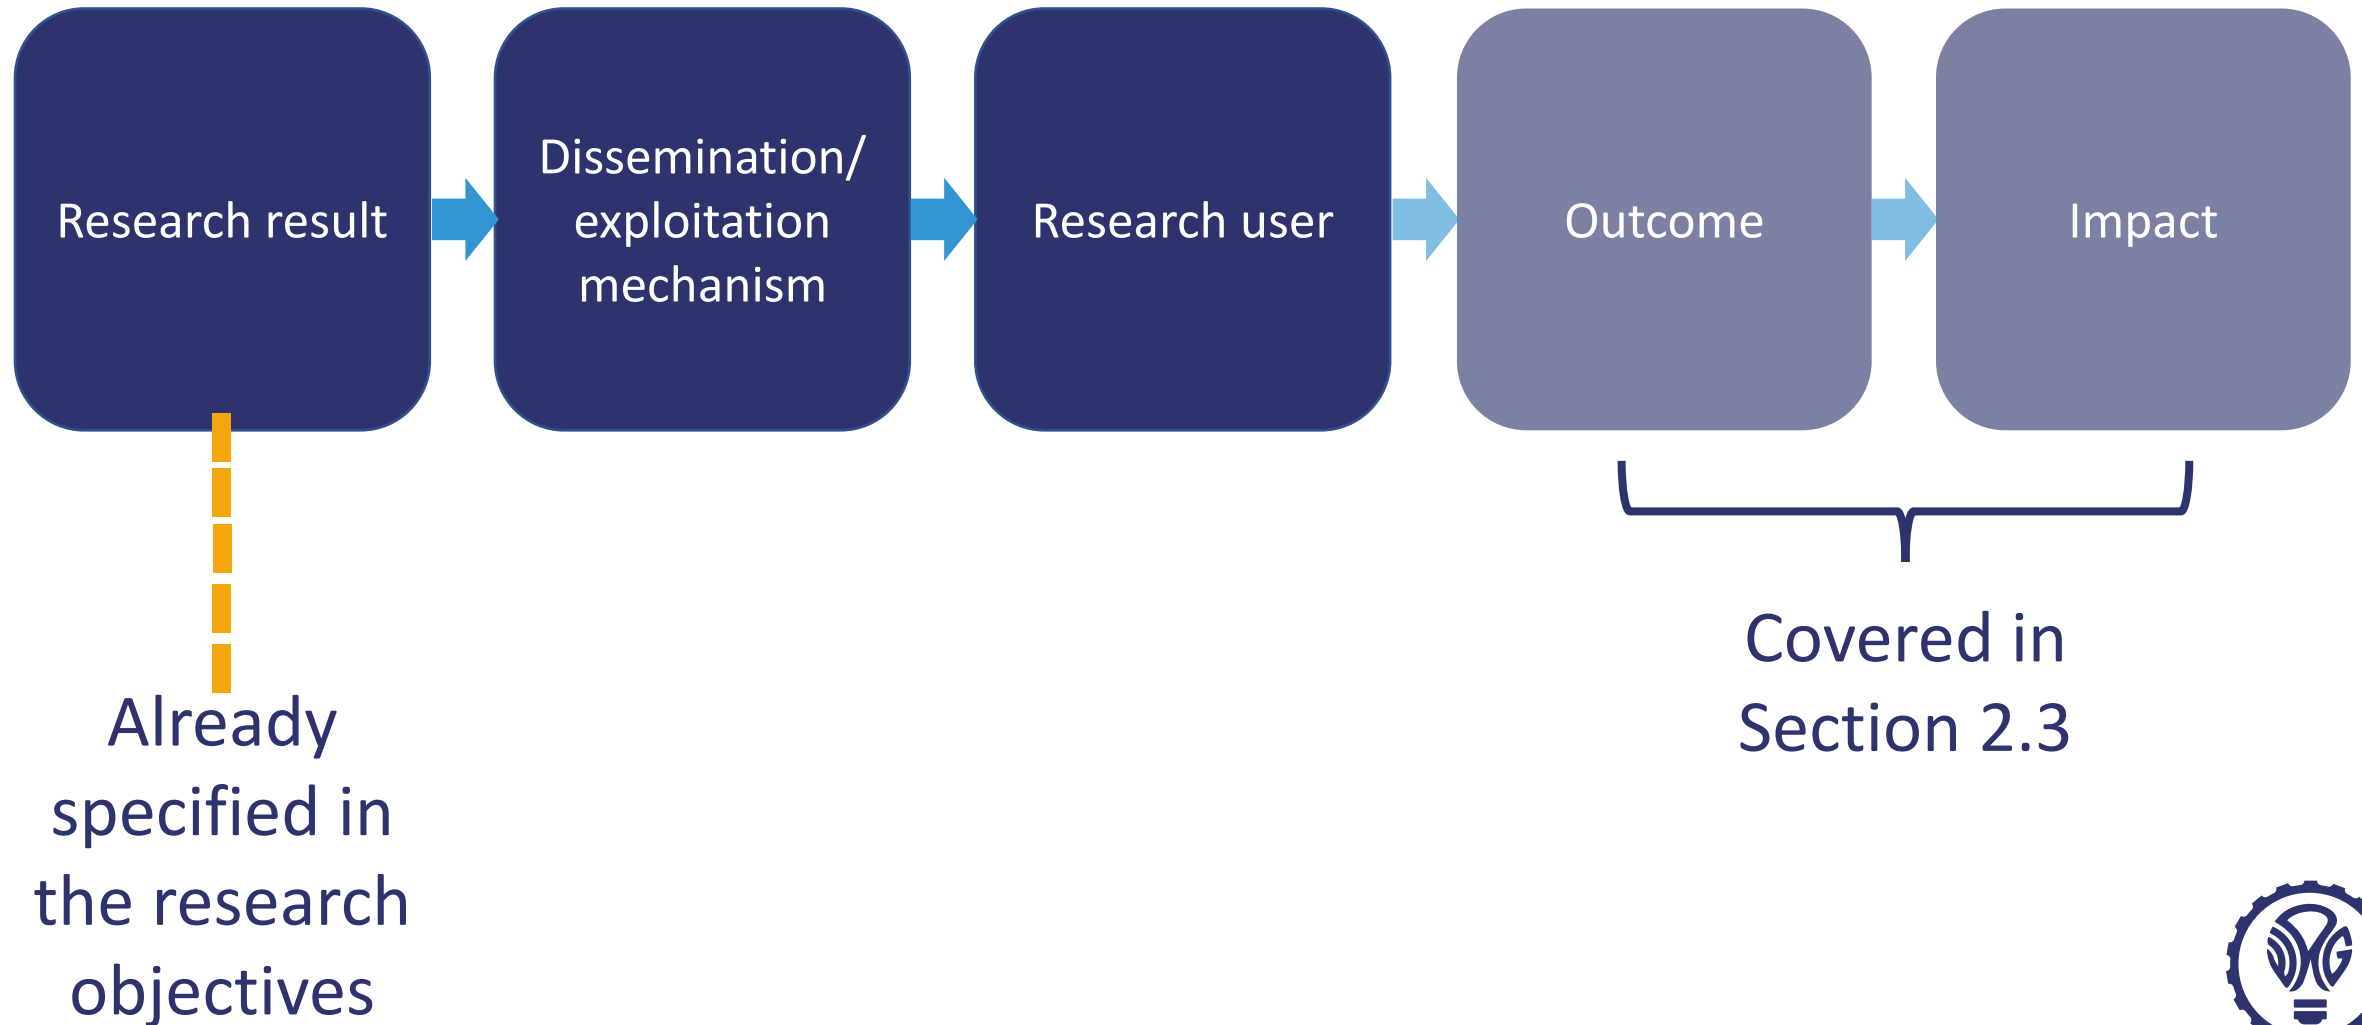 Research result
Dissemination/
exploitation
mechanism
Research user
Outcome
Impact
Already
specified in
the research
objectives
Covered in
Section 2.3